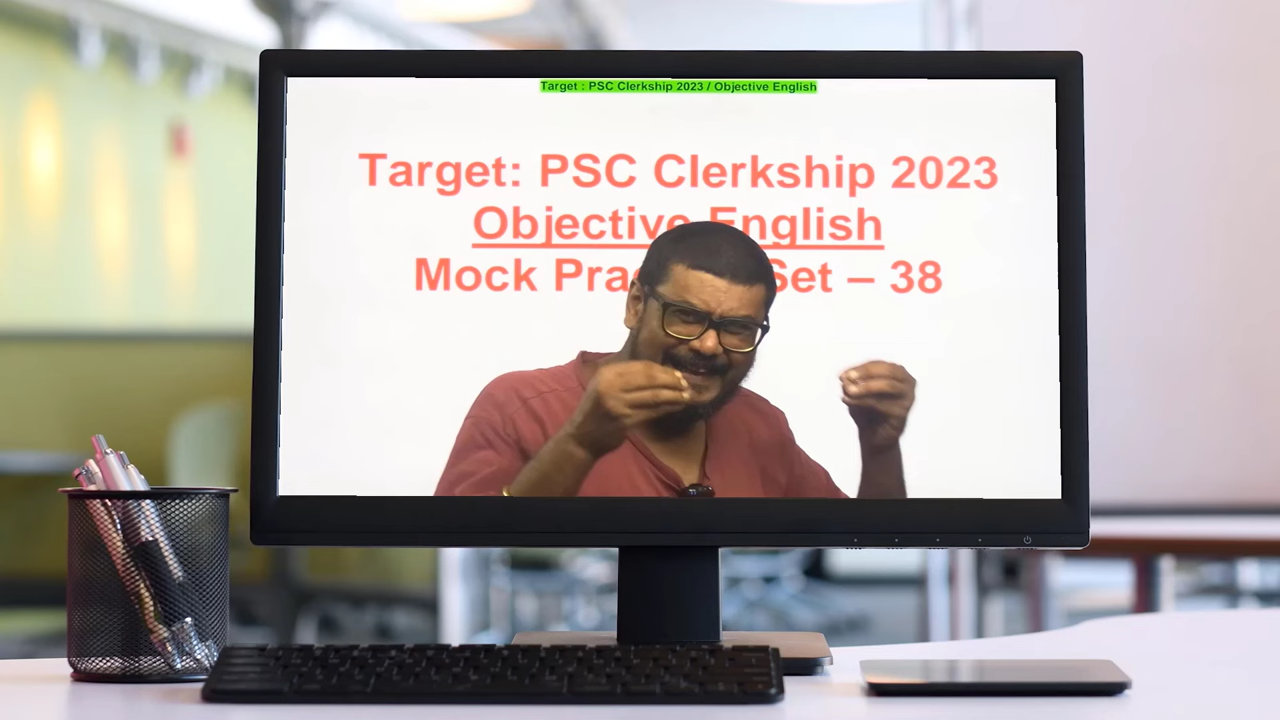 Target : PSC Clerkship 2023 / Objective English
Target: PSC Clerkship 2023
Objective English
Mock Set – 38